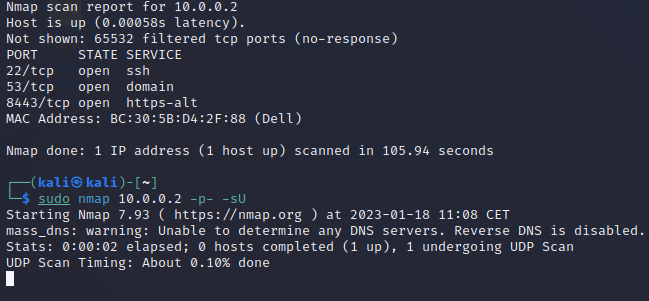 Nmap scan report for 10.0.0.2
Host is up (0.00058s latency).
Not shown: 65532 filtered tcp ports (no-response)
PORT     STATE SERVICE
22/tcp   open  ssh
53/tcp   open  domain
8443/tcp open  https-alt
MAC Address: BC:30:5B:D4:2F:88 (Dell)
Nmap done: 1 IP address (1 host up) scanned in 105.94 seconds
┌──(kali㉿kali)-[~]
└─$ sudo nmap 10.0.0.2 -p- -sU
Starting Nmap 7.93 ( https://nmap.org ) at 2023-01-18 11:08 CET
mass_dns: warning: Unable to determine any DNS servers. Reverse DNS is disabled.
Stats: 0:00:02 elapsed; 0 hosts completed (1 up), 1 undergoing UDP Scan
UDP Scan Timing: About 0.10% done